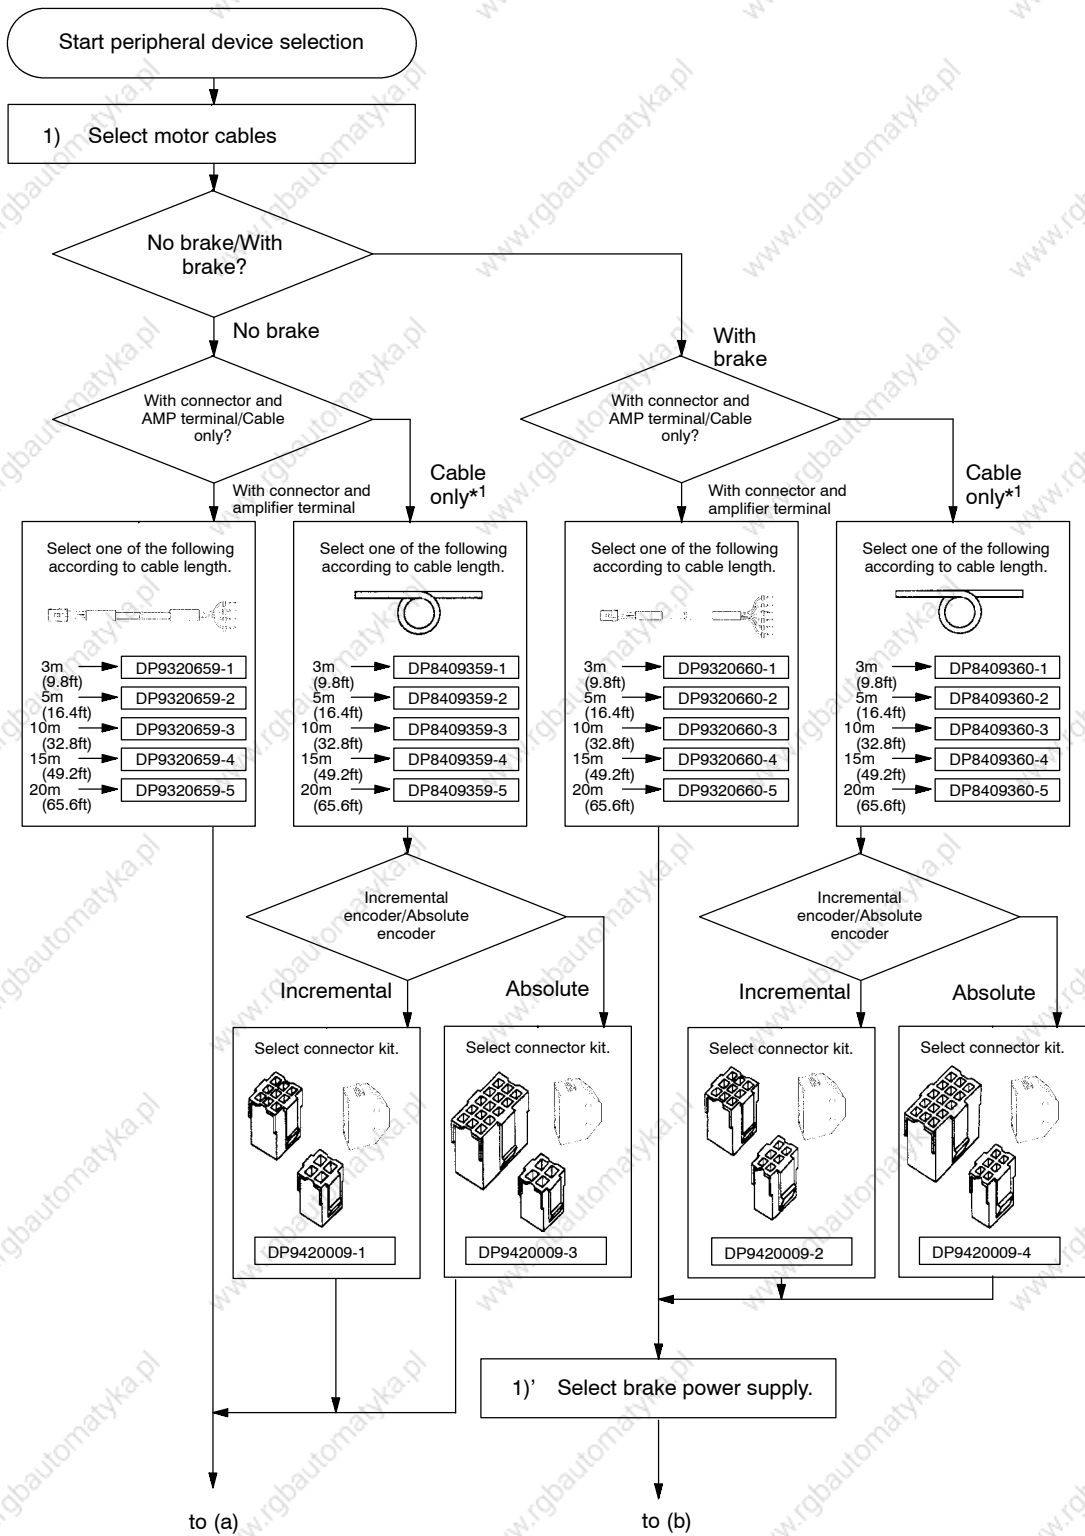 Start peripheral device selection
1) Select motor cables
No brake/With
brake?
No brake
With
brake
With connector and
AMP terminal/Cable
only?
With connector and
AMP terminal/Cable
only?
With connector and
amplifier terminal
Cable
only*1
With connector and
amplifier terminal
Cable
only*1
Select one of the following
according to cable length.
3m
(9.8ft)
DP9320659-1
5m
(16.4ft)
DP9320659-2
10m
(32.8ft)
DP9320659-3
15m
(49.2ft)
DP9320659-4
20m
(65.6ft)
DP9320659-5
Select one of the following
according to cable length.
3m
(9.8ft)
DP8409359-1
5m
(16.4ft)
DP8409359-2
10m
(32.8ft)
DP8409359-3
15m
(49.2ft)
DP8409359-4
20m
(65.6ft)
DP8409359-5
Select one of the following
according to cable length.
3m
(9.8ft)
DP9320660-1
5m
(16.4ft)
DP9320660-2
10m
(32.8ft)
DP9320660-3
15m
(49.2ft)
DP9320660-4
20m
(65.6ft)
DP9320660-5
Select one of the following
according to cable length.
3m
(9.8ft)
DP8409360-1
5m
(16.4ft)
DP8409360-2
10m
(32.8ft)
DP8409360-3
15m
(49.2ft)
DP8409360-4
20m
(65.6ft)
DP8409360-5
Incremental
encoder/Absolute
encoder
Incremental
encoder/Absolute
encoder
Incremental
Absolute
Incremental
Absolute
Select connector kit.
DP9420009-1
Select connector kit.
DP9420009-3
Select connector kit.
DP9420009-2
Select connector kit.
DP9420009-4
1)’ Select brake power supply.
to (a)
to (b)
www.rgbautomatyka.pl